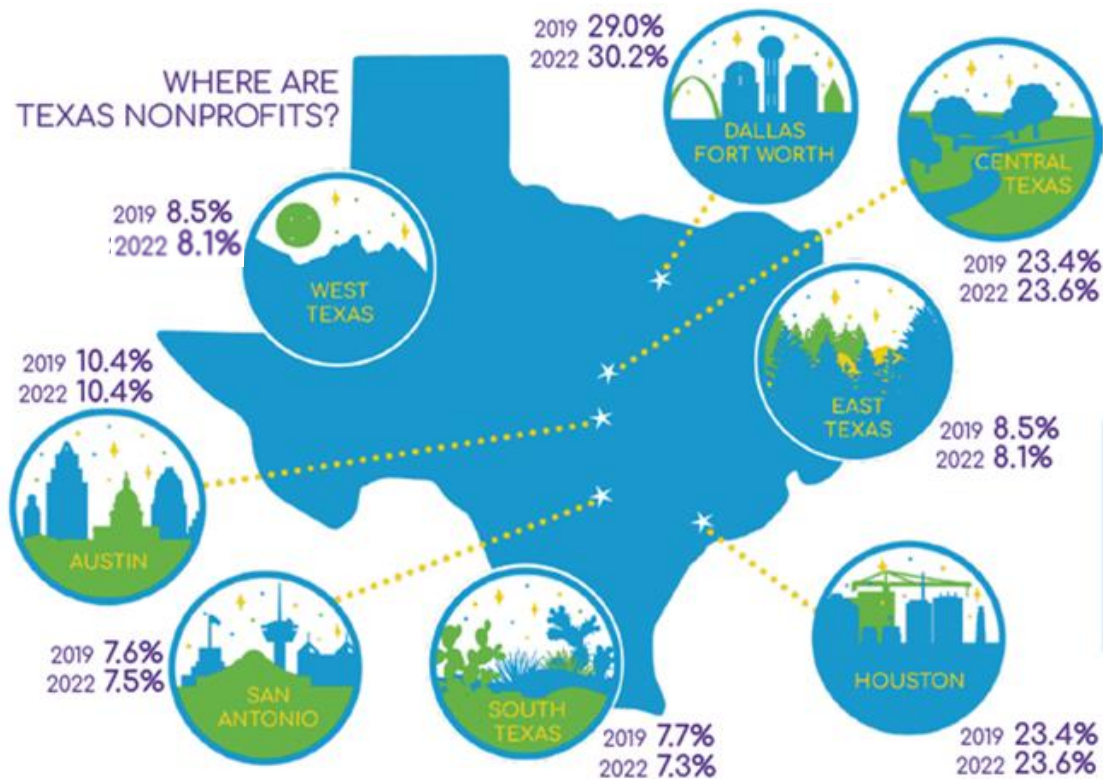 WHERE ARE
TEXAS NONPROFITS?
2019 29.0%
2022 30.2%
DALLAS
FORT WORTH
CENTRAL
TEXAS
2019 23.4%
2022 23.6%
2019 8.5%
2022 8.1%
WEST
TEXAS
2019 10.4%
2022 10.4%
AUSTIN
EAST
TEXAS
2019 8.5%
2022 8.1%
2019 7.6%
2022 7.5%
SAN
ANTONIO
SOUTH
TEXAS
2019 7.7%
2022 7.3%
HOUSTON
2019 23.4%
2022 23.6%